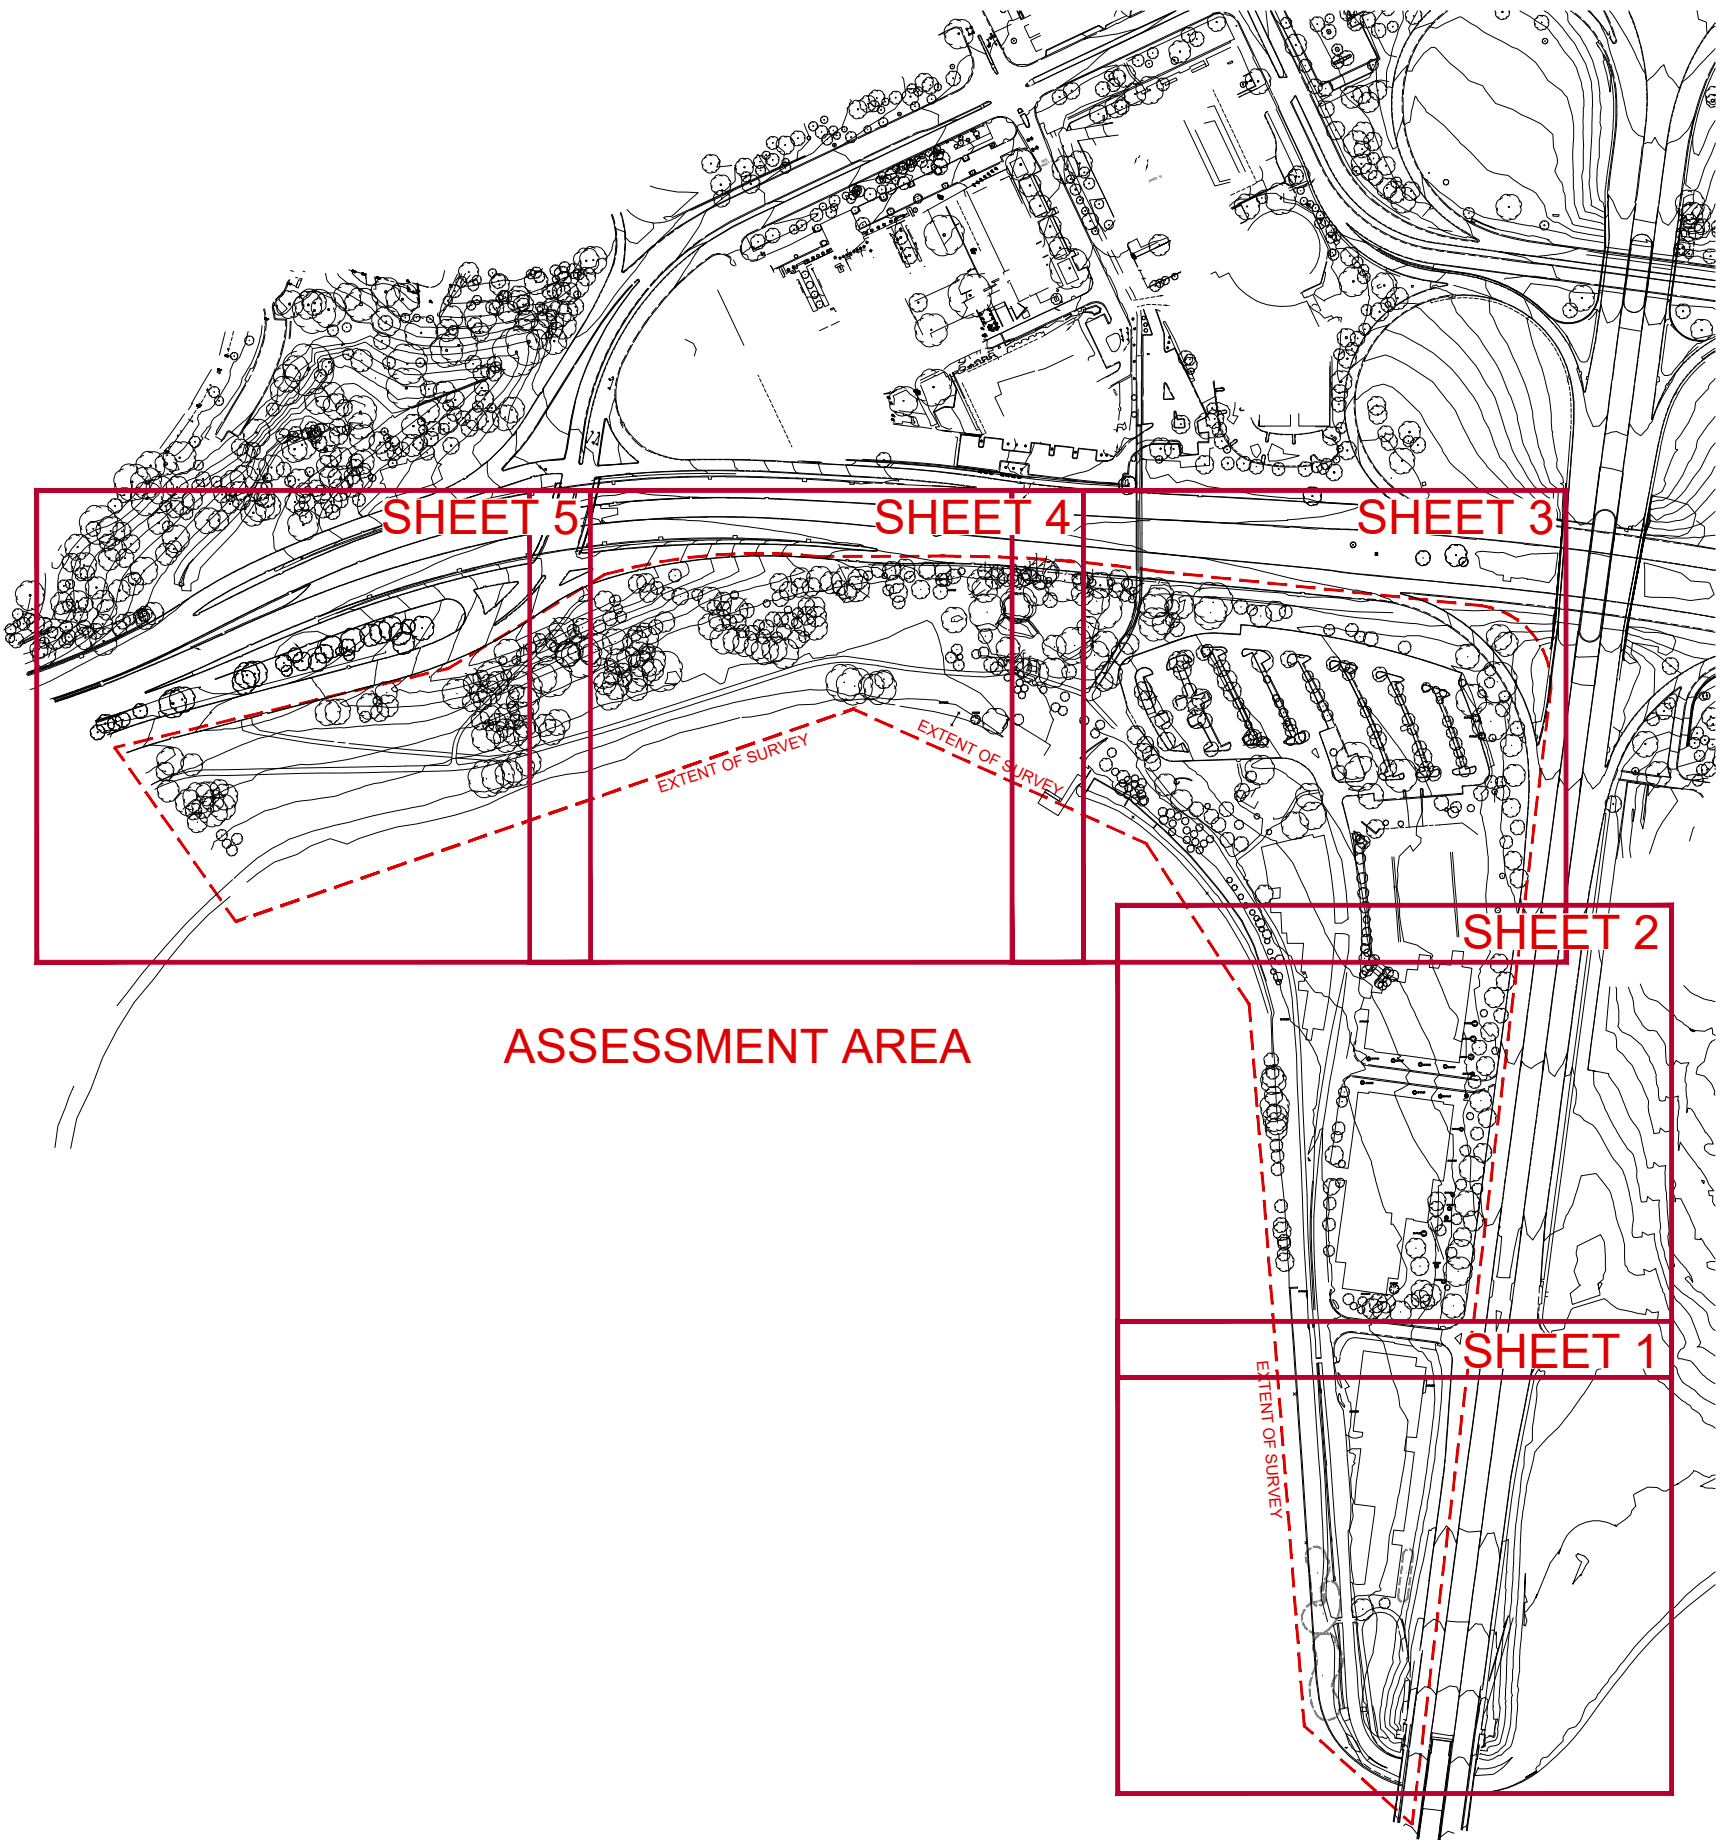 SHEET 5
SHEET 4
SHEET 3
EXTENT OF SURVEY
EXTENT OF SURVEY
SHEET 2
ASSESSMENT AREA
SHEET 1
EXTENT OF SURVEY